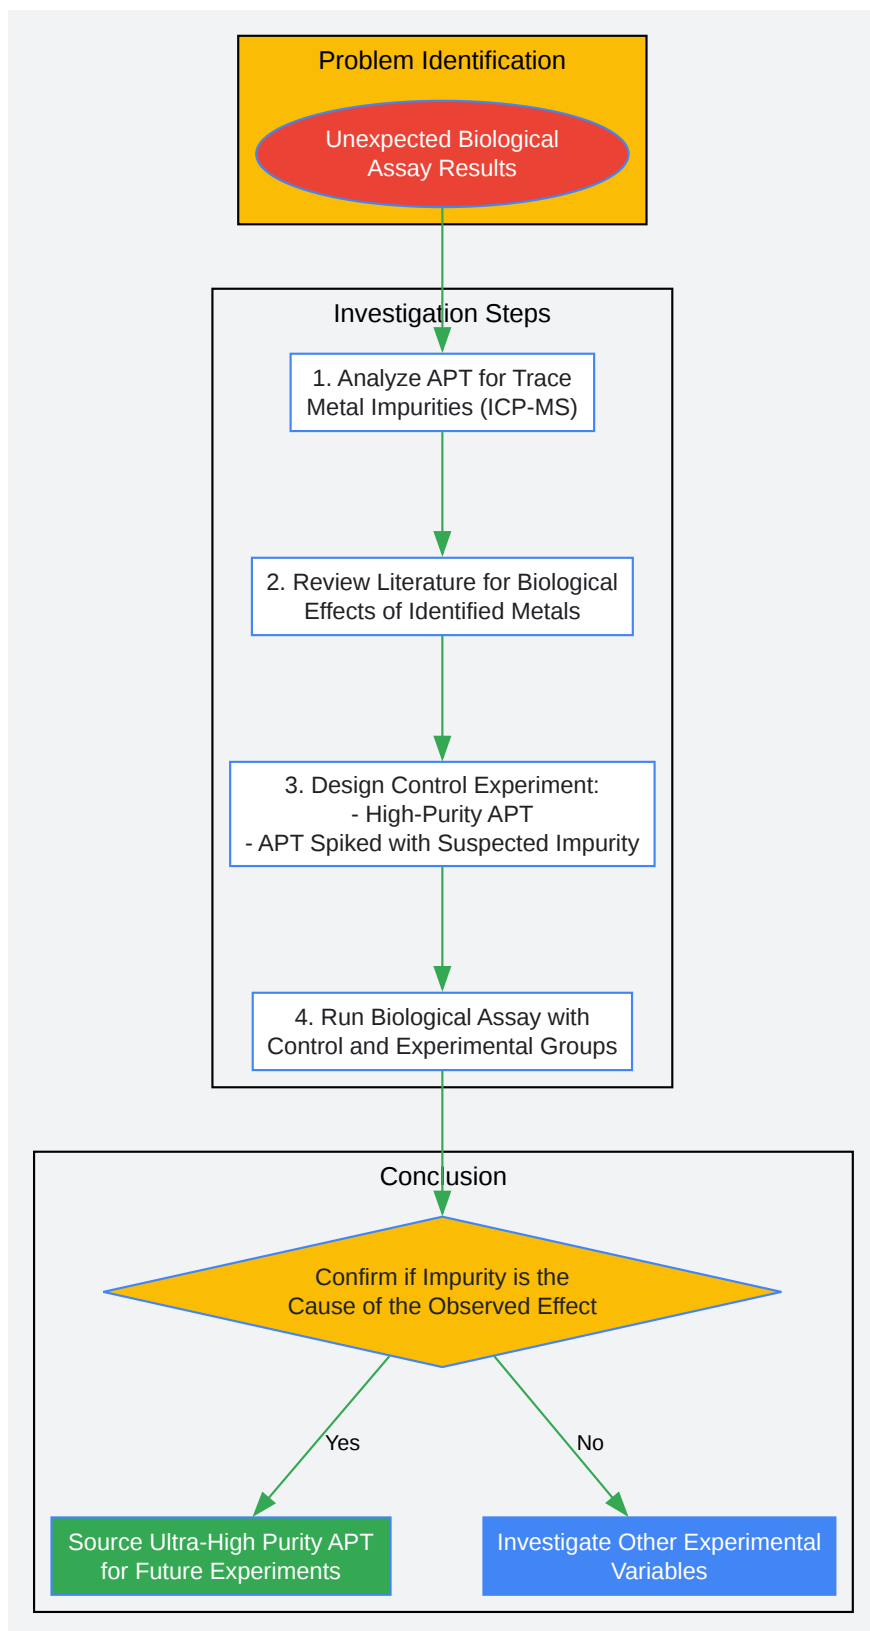 Problem Identification
Unexpected Biological
Assay Results
Investigation Steps
1. Analyze APT for Trace
Metal Impurities (ICP-MS)
2. Review Literature for Biological
Effects of Identified Metals
3. Design Control Experiment:
- High-Purity APT
- APT Spiked with Suspected Impurity
4. Run Biological Assay with
Control and Experimental Groups
Conclusion
Confirm if Impurity is the
Cause of the Observed Effect
Yes
No
Source Ultra-High Purity APT
for Future Experiments
Investigate Other Experimental
Variables